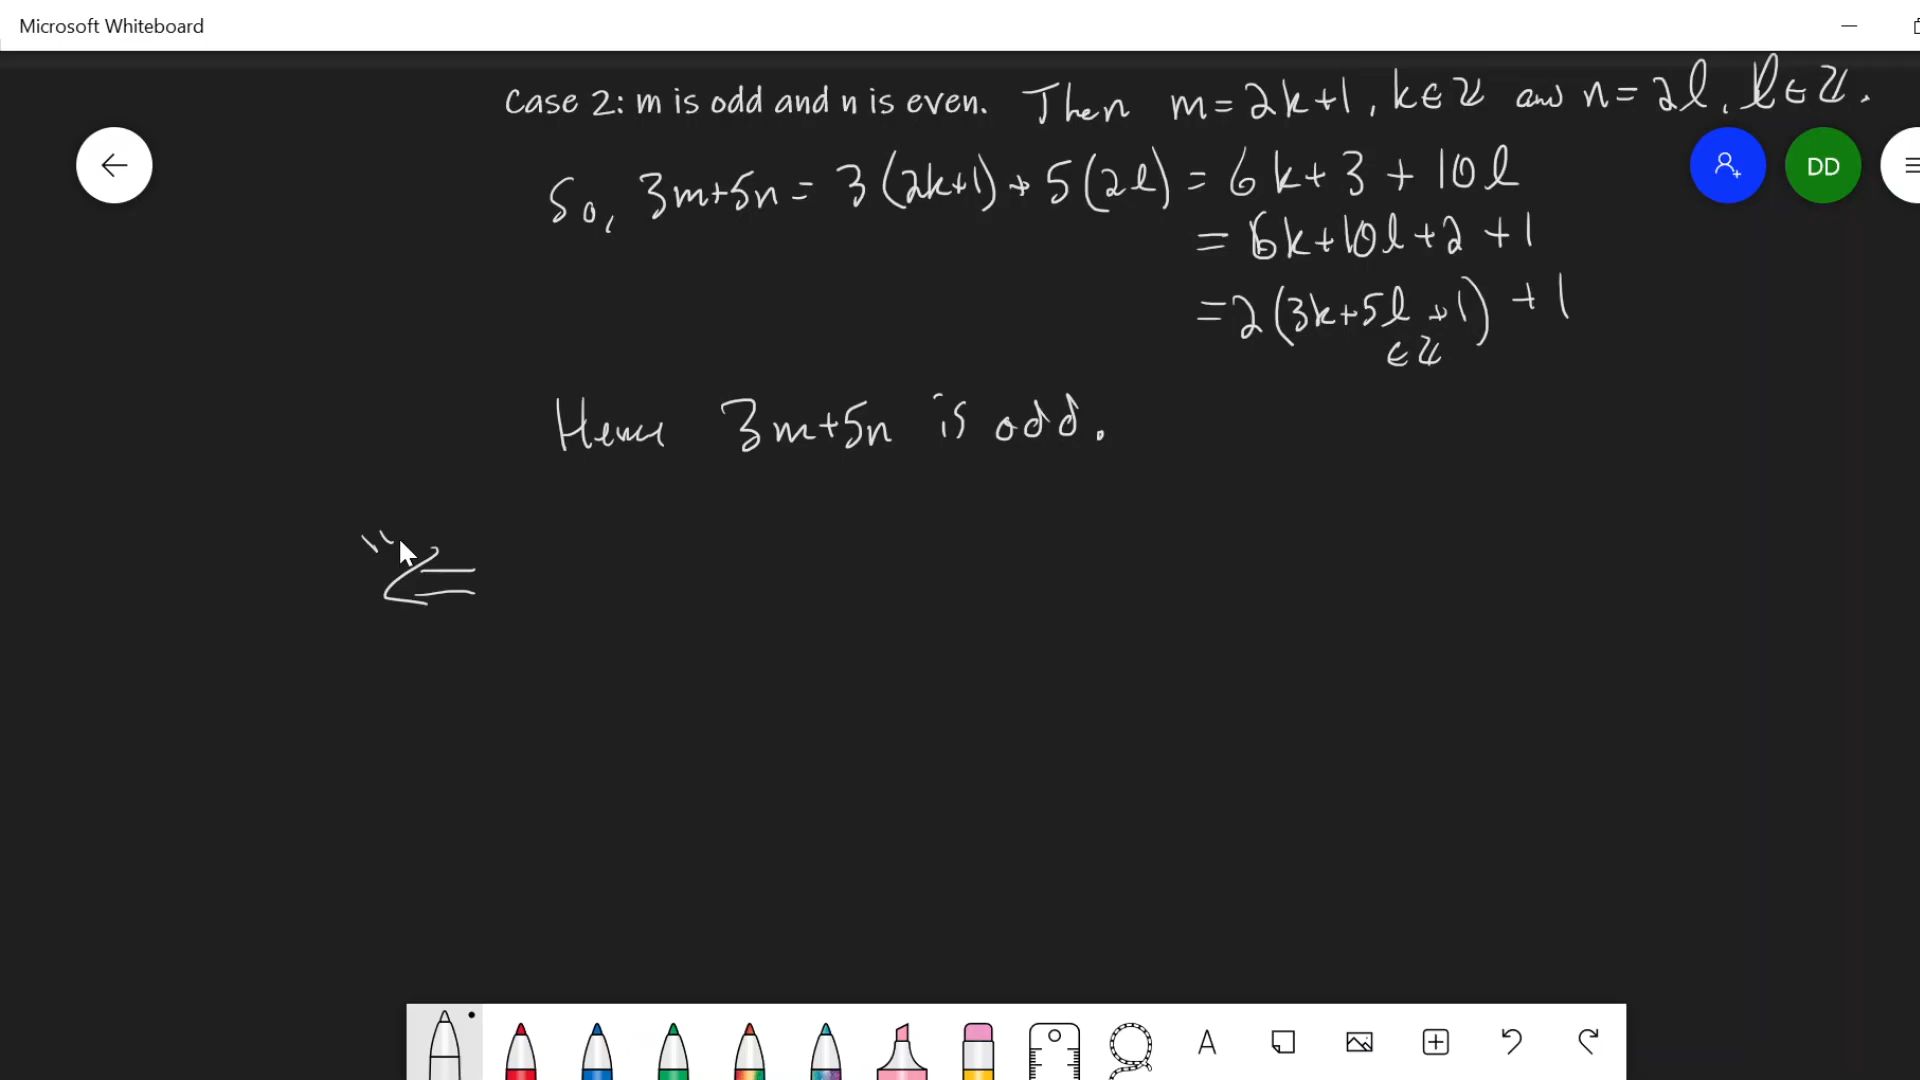 Microsoft Whiteboard
Case 2: m is odd and n is even. Then m = 2k+1, k∈ℤ and n = 2l, l∈ℤ.
So, 3m+5n = 3(2k+1) + 5(2l) = 6k + 3 + 10l
= 6k+10l+2 +1
= 2(3k+5l+1) + 1
∈ℤ
DD
Hence 3m+5n is odd.
"⇐
A